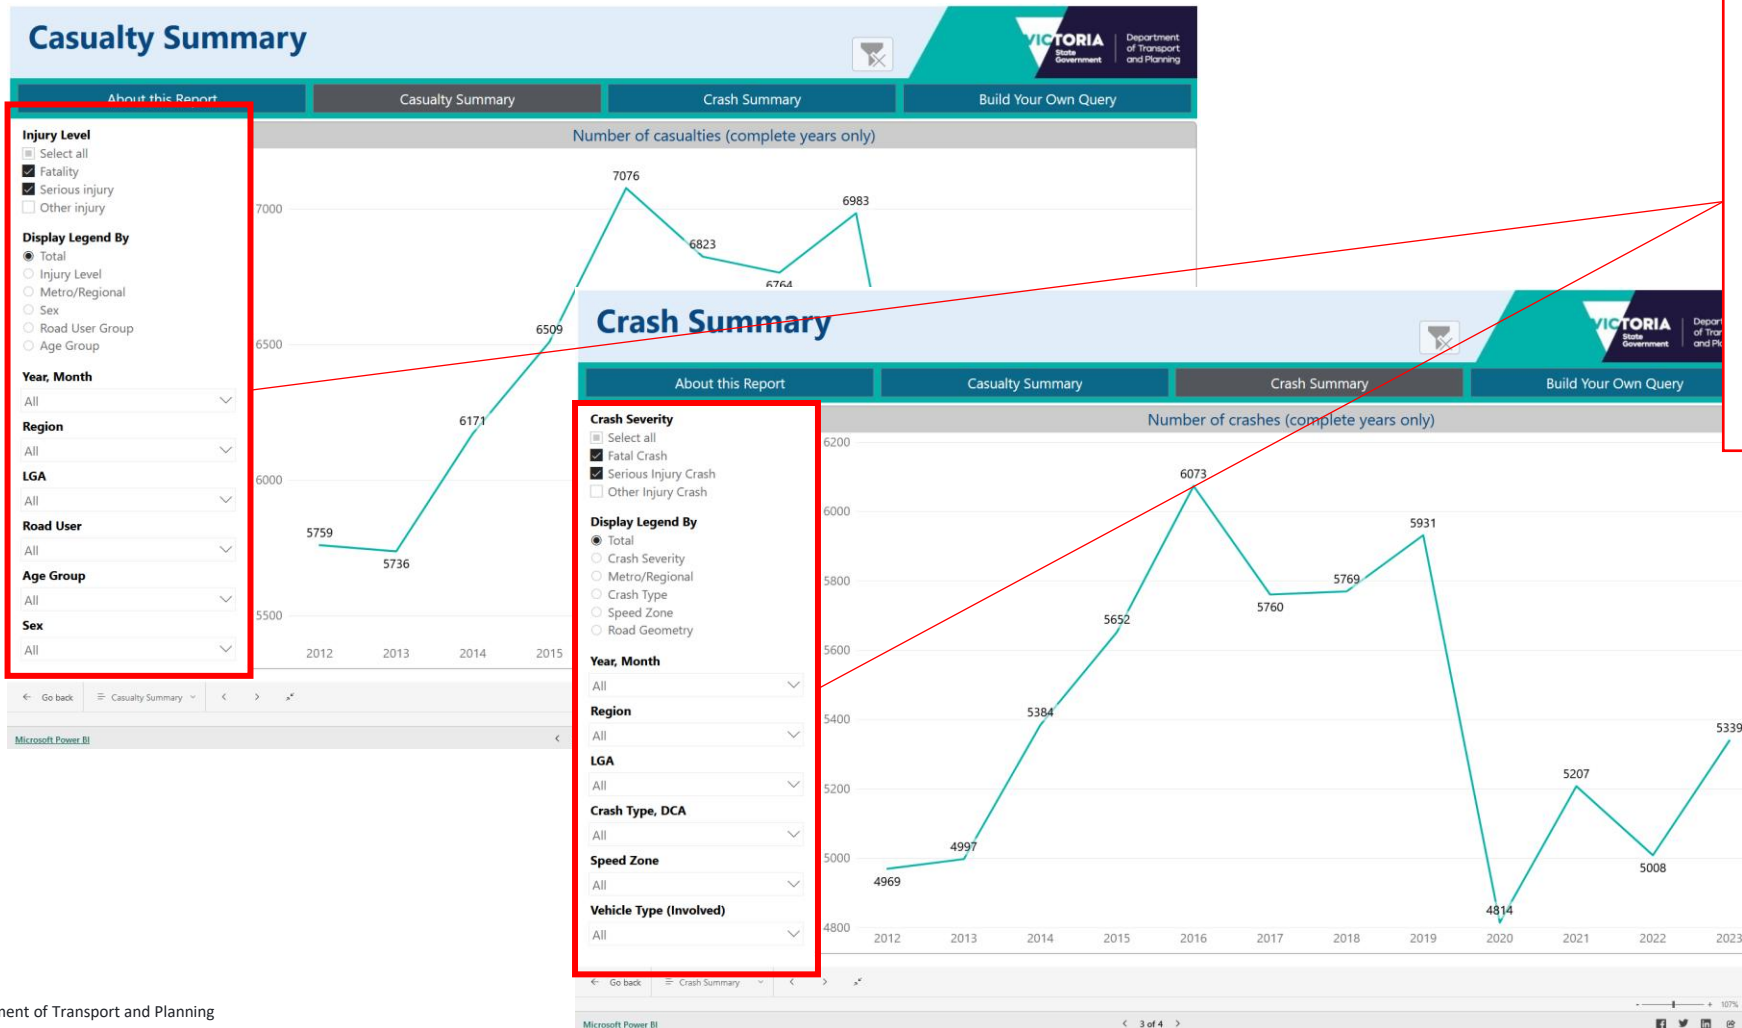 Casualty Summary
VICTORIA
State
Government
Department
of Transport
and Planning
About this Report
Casualty Summary
Crash Summary
Build Your Own Query
Injury Level
Select all
Fatality
Serious injury
Other injury
Display Legend By
Total
Injury Level
Metro/Regional
Sex
Road User Group
Age Group
Year, Month
All
Region
All
LGA
All
Road User
All
Age Group
All
Sex
All
Number of casualties (complete years only)
7000
6500
6000
5500
7076
6983
6823
6764
6509
6171
5759
5736
2012 2013 2014 2015
Go back
Casualty Summary
Microsoft Power BI
Crash Summary
VICTORIA
State
Government
About this Report
Casualty Summary
Crash Summary
Build Your Own Query
Crash Severity
Select all
Fatal Crash
Serious Injury Crash
Other Injury Crash
Display Legend By
Total
Crash Severity
Metro/Regional
Crash Type
Speed Zone
Road Geometry
Year, Month
All
Region
All
LGA
All
Crash Type, DCA
All
Speed Zone
All
Vehicle Type (Involved)
All
Number of crashes (complete years only)
6200
6000
5800
5600
5400
5200
5000
4800
6073
5931
5769
5760
5652
5384
5339
5207
4997
5008
4969
4814
2012 2013 2014 2015 2016 2017 2018 2019 2020 2021 2022 2023
Go back
Crash Summary
107%
Microsoft Power BI
3 of 4
ment of Transport and Planning